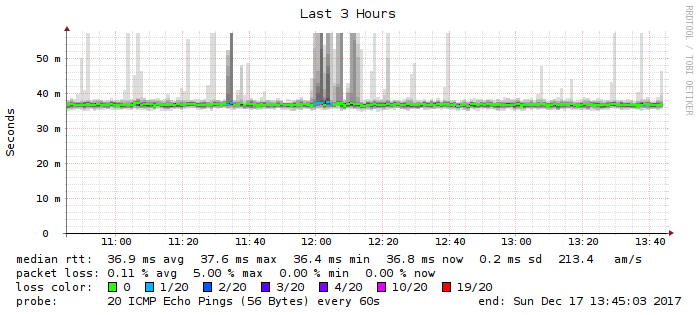 Last 3 Hours
RRDTOOL / TOBI OETIKER
Seconds
50 m
40 m
30 m
20 m
10 m
0
11:00 11:20 11:40 12:00 12:20 12:40 13:00 13:20 13:40
median rtt: 36.9 ms avg 37.6 ms max 36.4 ms min 36.8 ms now 0.2 ms sd 213.4 am/s
packet loss: 0.11 % avg 5.00 % max 0.00 % min 0.00 % now
loss color: 0 1/20 2/20 3/20 4/20 10/20 19/20
probe: 20 ICMP Echo Pings (56 Bytes) every 60s end: Sun Dec 17 13:45:03 2017